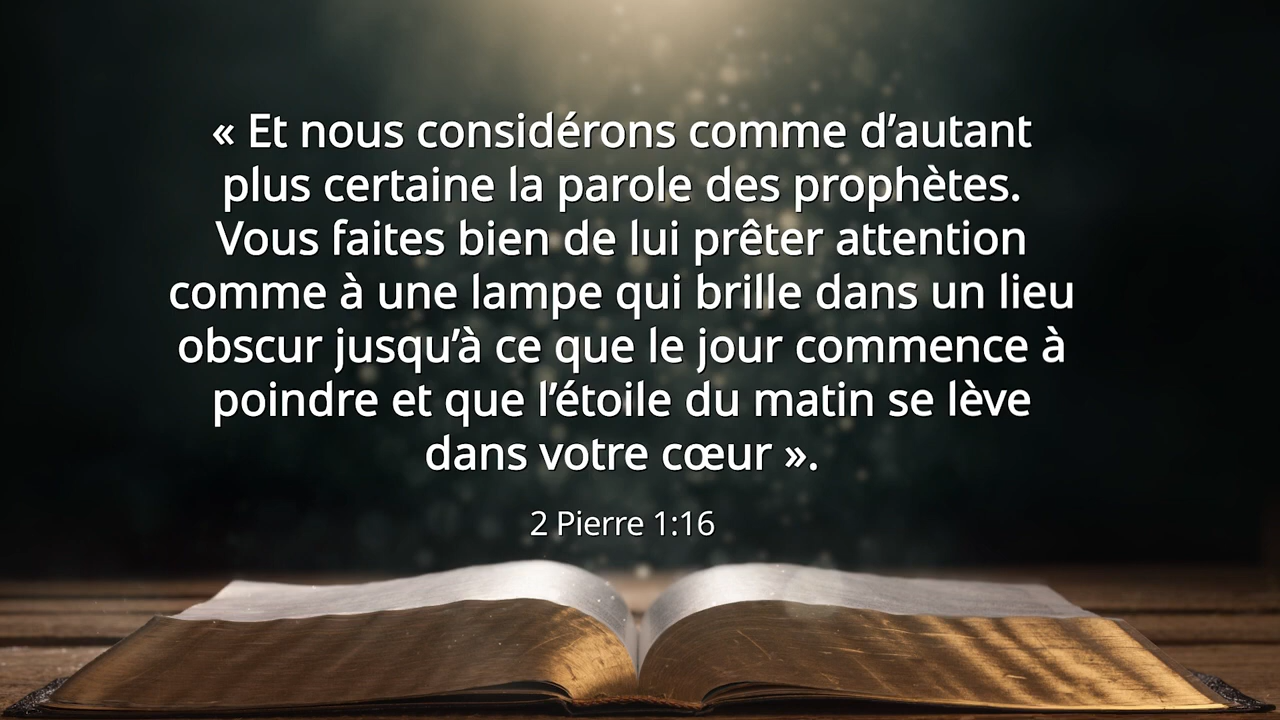 « Et nous considérons comme d’autant
plus certaine la parole des prophètes.
Vous faites bien de lui prêter attention
comme à une lampe qui brille dans un lieu
obscur jusqu’à ce que le jour commence à
poindre et que l’étoile du matin se lève
dans votre cœur ».
2 Pierre 1:16